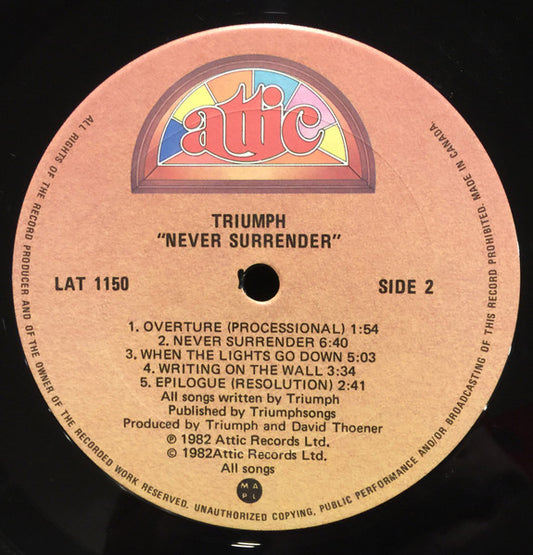 attic
TRIUMPH
"NEVER SURRENDER"
LAT 1150
SIDE 2
1. OVERTURE (PROCESSIONAL) 1:54
2. NEVER SURRENDER 6:40
3. WHEN THE LIGHTS GO DOWN 5:03
4. WRITING ON THE WALL 3:34
5. EPILOGUE (RESOLUTION) 2:41
All songs written by Triumph
Published by Triumphsongs
Produced by Triumph and David Thoener
℗ 1982 Attic Records Ltd.
© 1982Attic Records Ltd.
All songs
M A
P L
ALL RIGHTS OF THE RECORD PRODUCER AND OF THE OWNER OF THE RECORDED WORK RESERVED. UNAUTHORIZED COPYING, PUBLIC PERFORMANCE AND/OR BROADCASTING OF THIS RECORD PROHIBITED. MADE IN CANADA.